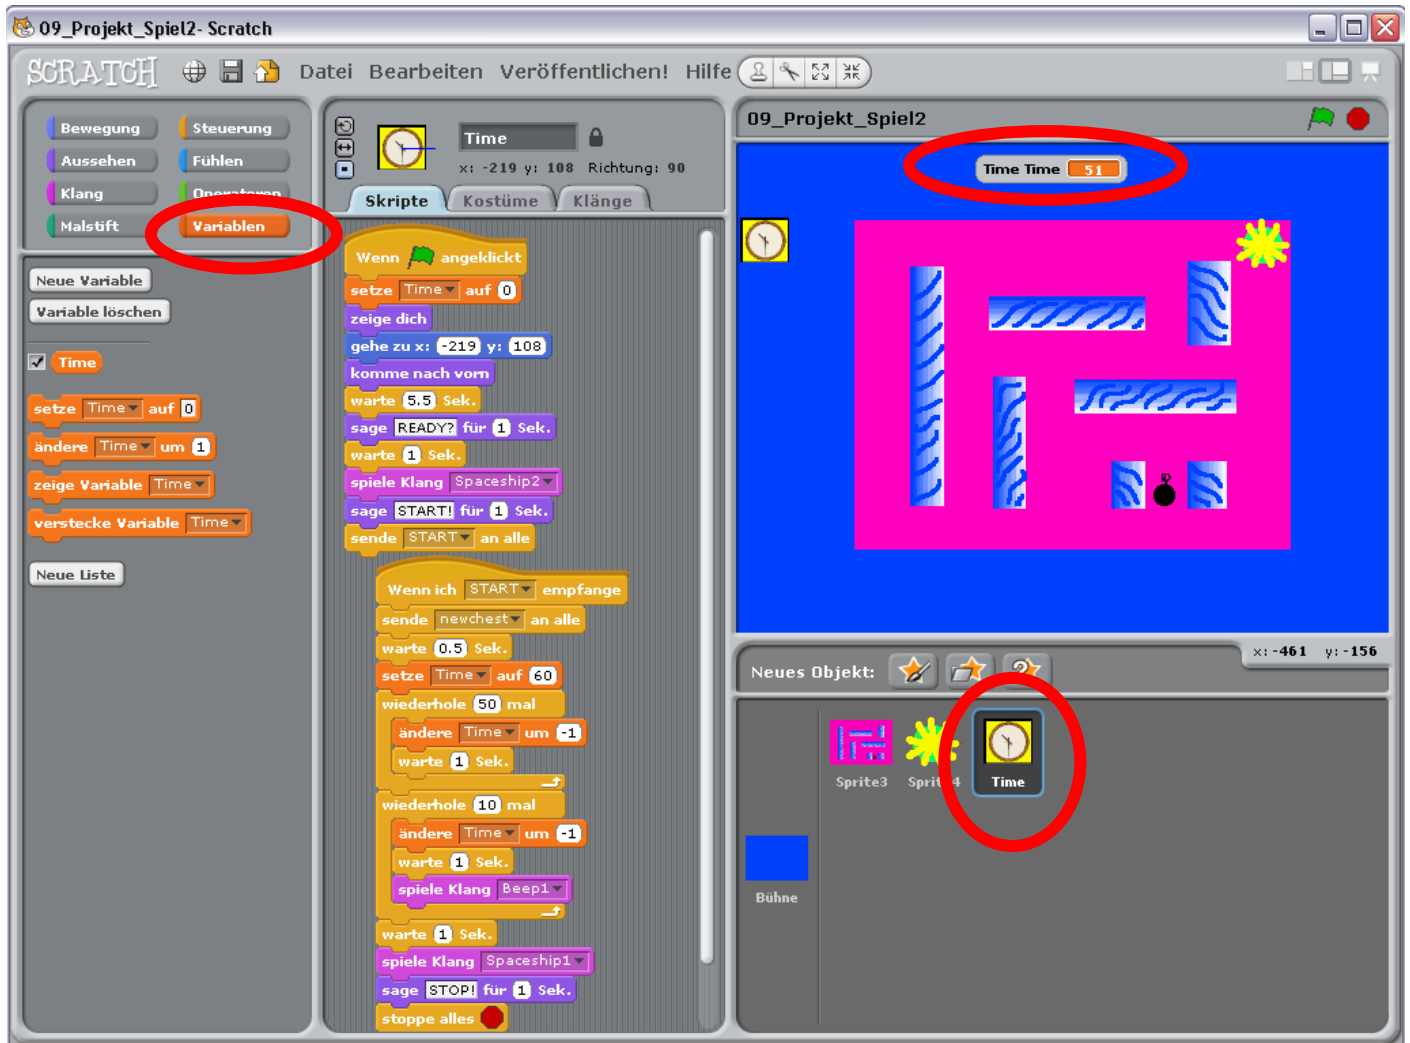 09_Projekt_Spiel2- Scratch
SCRATCH Datei Bearbeiten Veröffentlichen! Hilfe
Bewegung Steuerung
Aussehen Fühlen
Klang Operatoren
Malstift Variablen
Neue Variable
Variable löschen
Time
setze Time auf 0
ändere Time um 1
zeige Variable Time
verstecke Variable Time
Neue Liste
Time
x: -219 y: 108 Richtung: 90
Skripte Kostüme Klänge
Wenn angeklickt
setze Time auf 0
zeige dich
gehe zu x: -219 y: 108
komme nach vorn
warte 5.5 Sek.
sage READY? für 1 Sek.
warte 1 Sek.
spiele Klang Spaceship2
sage START! für 1 Sek.
sende START an alle
Wenn ich START empfange
sende newchest an alle
warte 0.5 Sek.
setze Time auf 60
wiederhole 50 mal
ändere Time um -1
warte 1 Sek.
wiederhole 10 mal
ändere Time um -1
warte 1 Sek.
spiele Klang Beep1
warte 1 Sek.
spiele Klang Spaceship1
sage STOP! für 1 Sek.
stoppe alles
09_Projekt_Spiel2
Time Time 51
x: -461 y: -156
Neues Objekt:
Sprite3 Sprite4 Time
Bühne